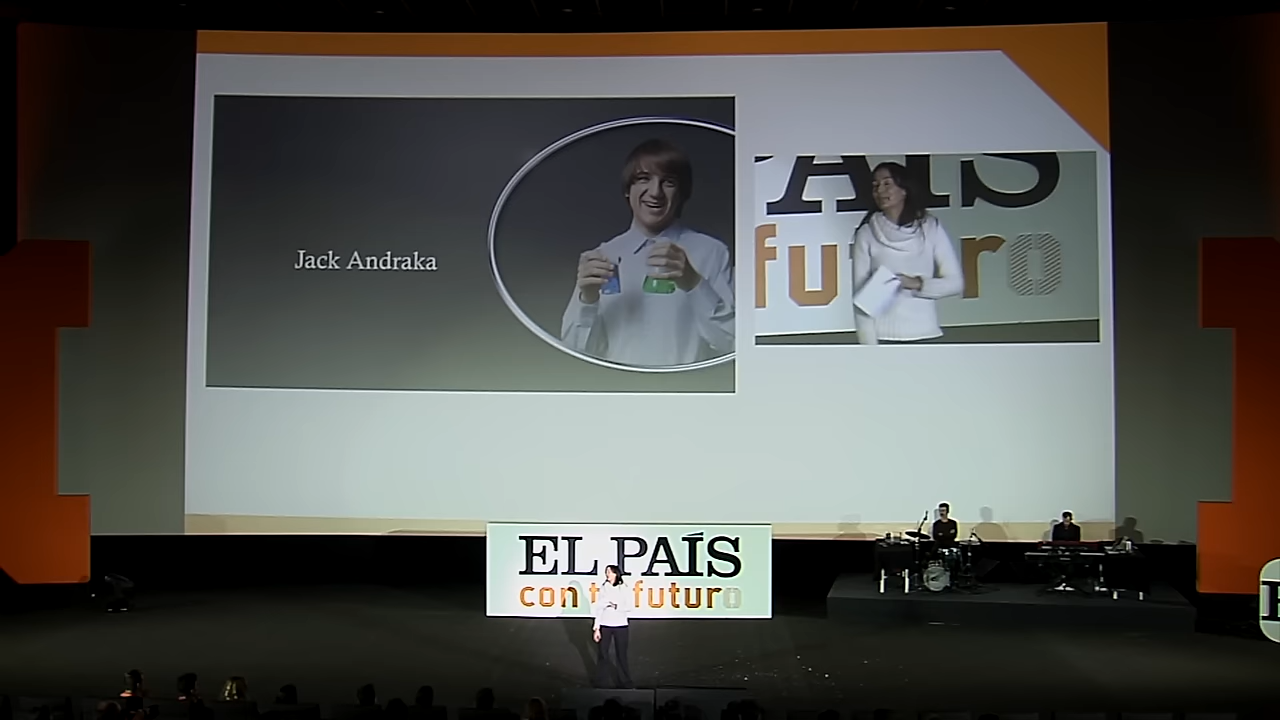 Jack Andraka
PAÍS
futuro
EL PAÍS
con tu futuro